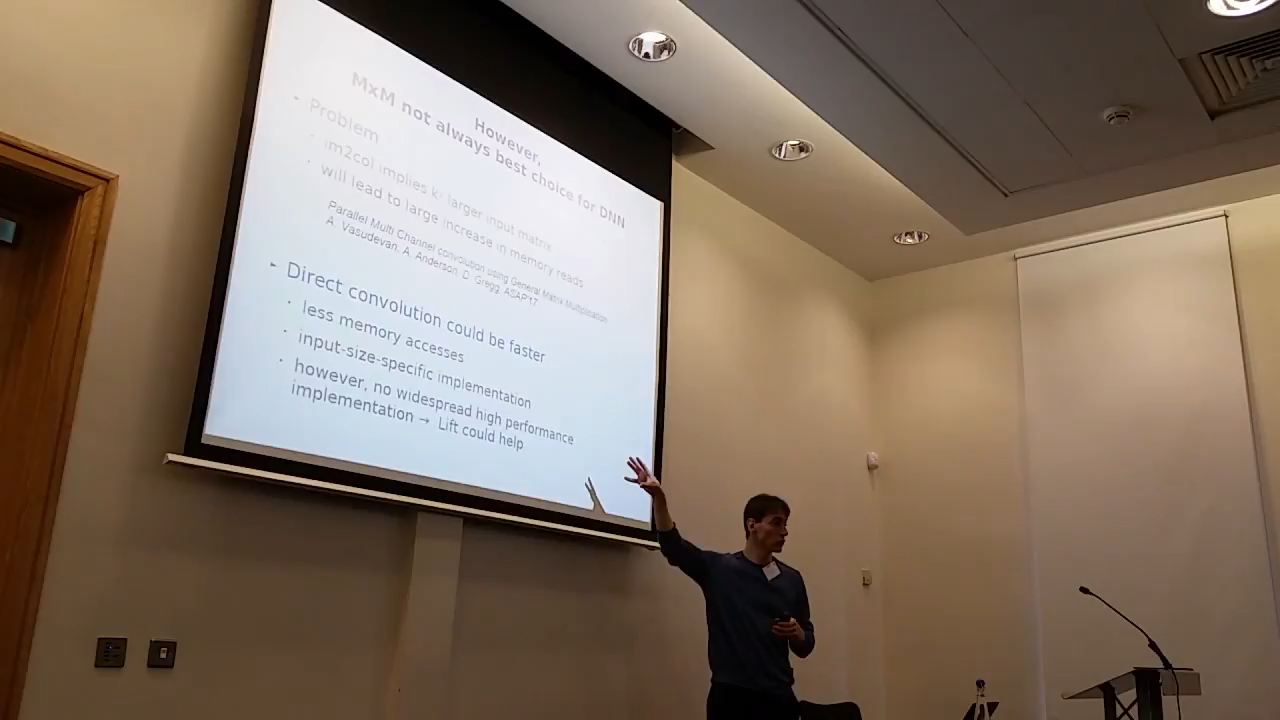 However,
MxM not always best choice for DNN
- Problem
· im2col implies k² larger input matrix
· will lead to large increase in memory reads
Parallel Multi Channel convolution using General Matrix Multiplication
A. Vasudevan, A. Anderson, D. Gregg, ASAP'17
- Direct convolution could be faster
· less memory accesses
· input-size-specific implementation
· however, no widespread high performance
implementation → Lift could help